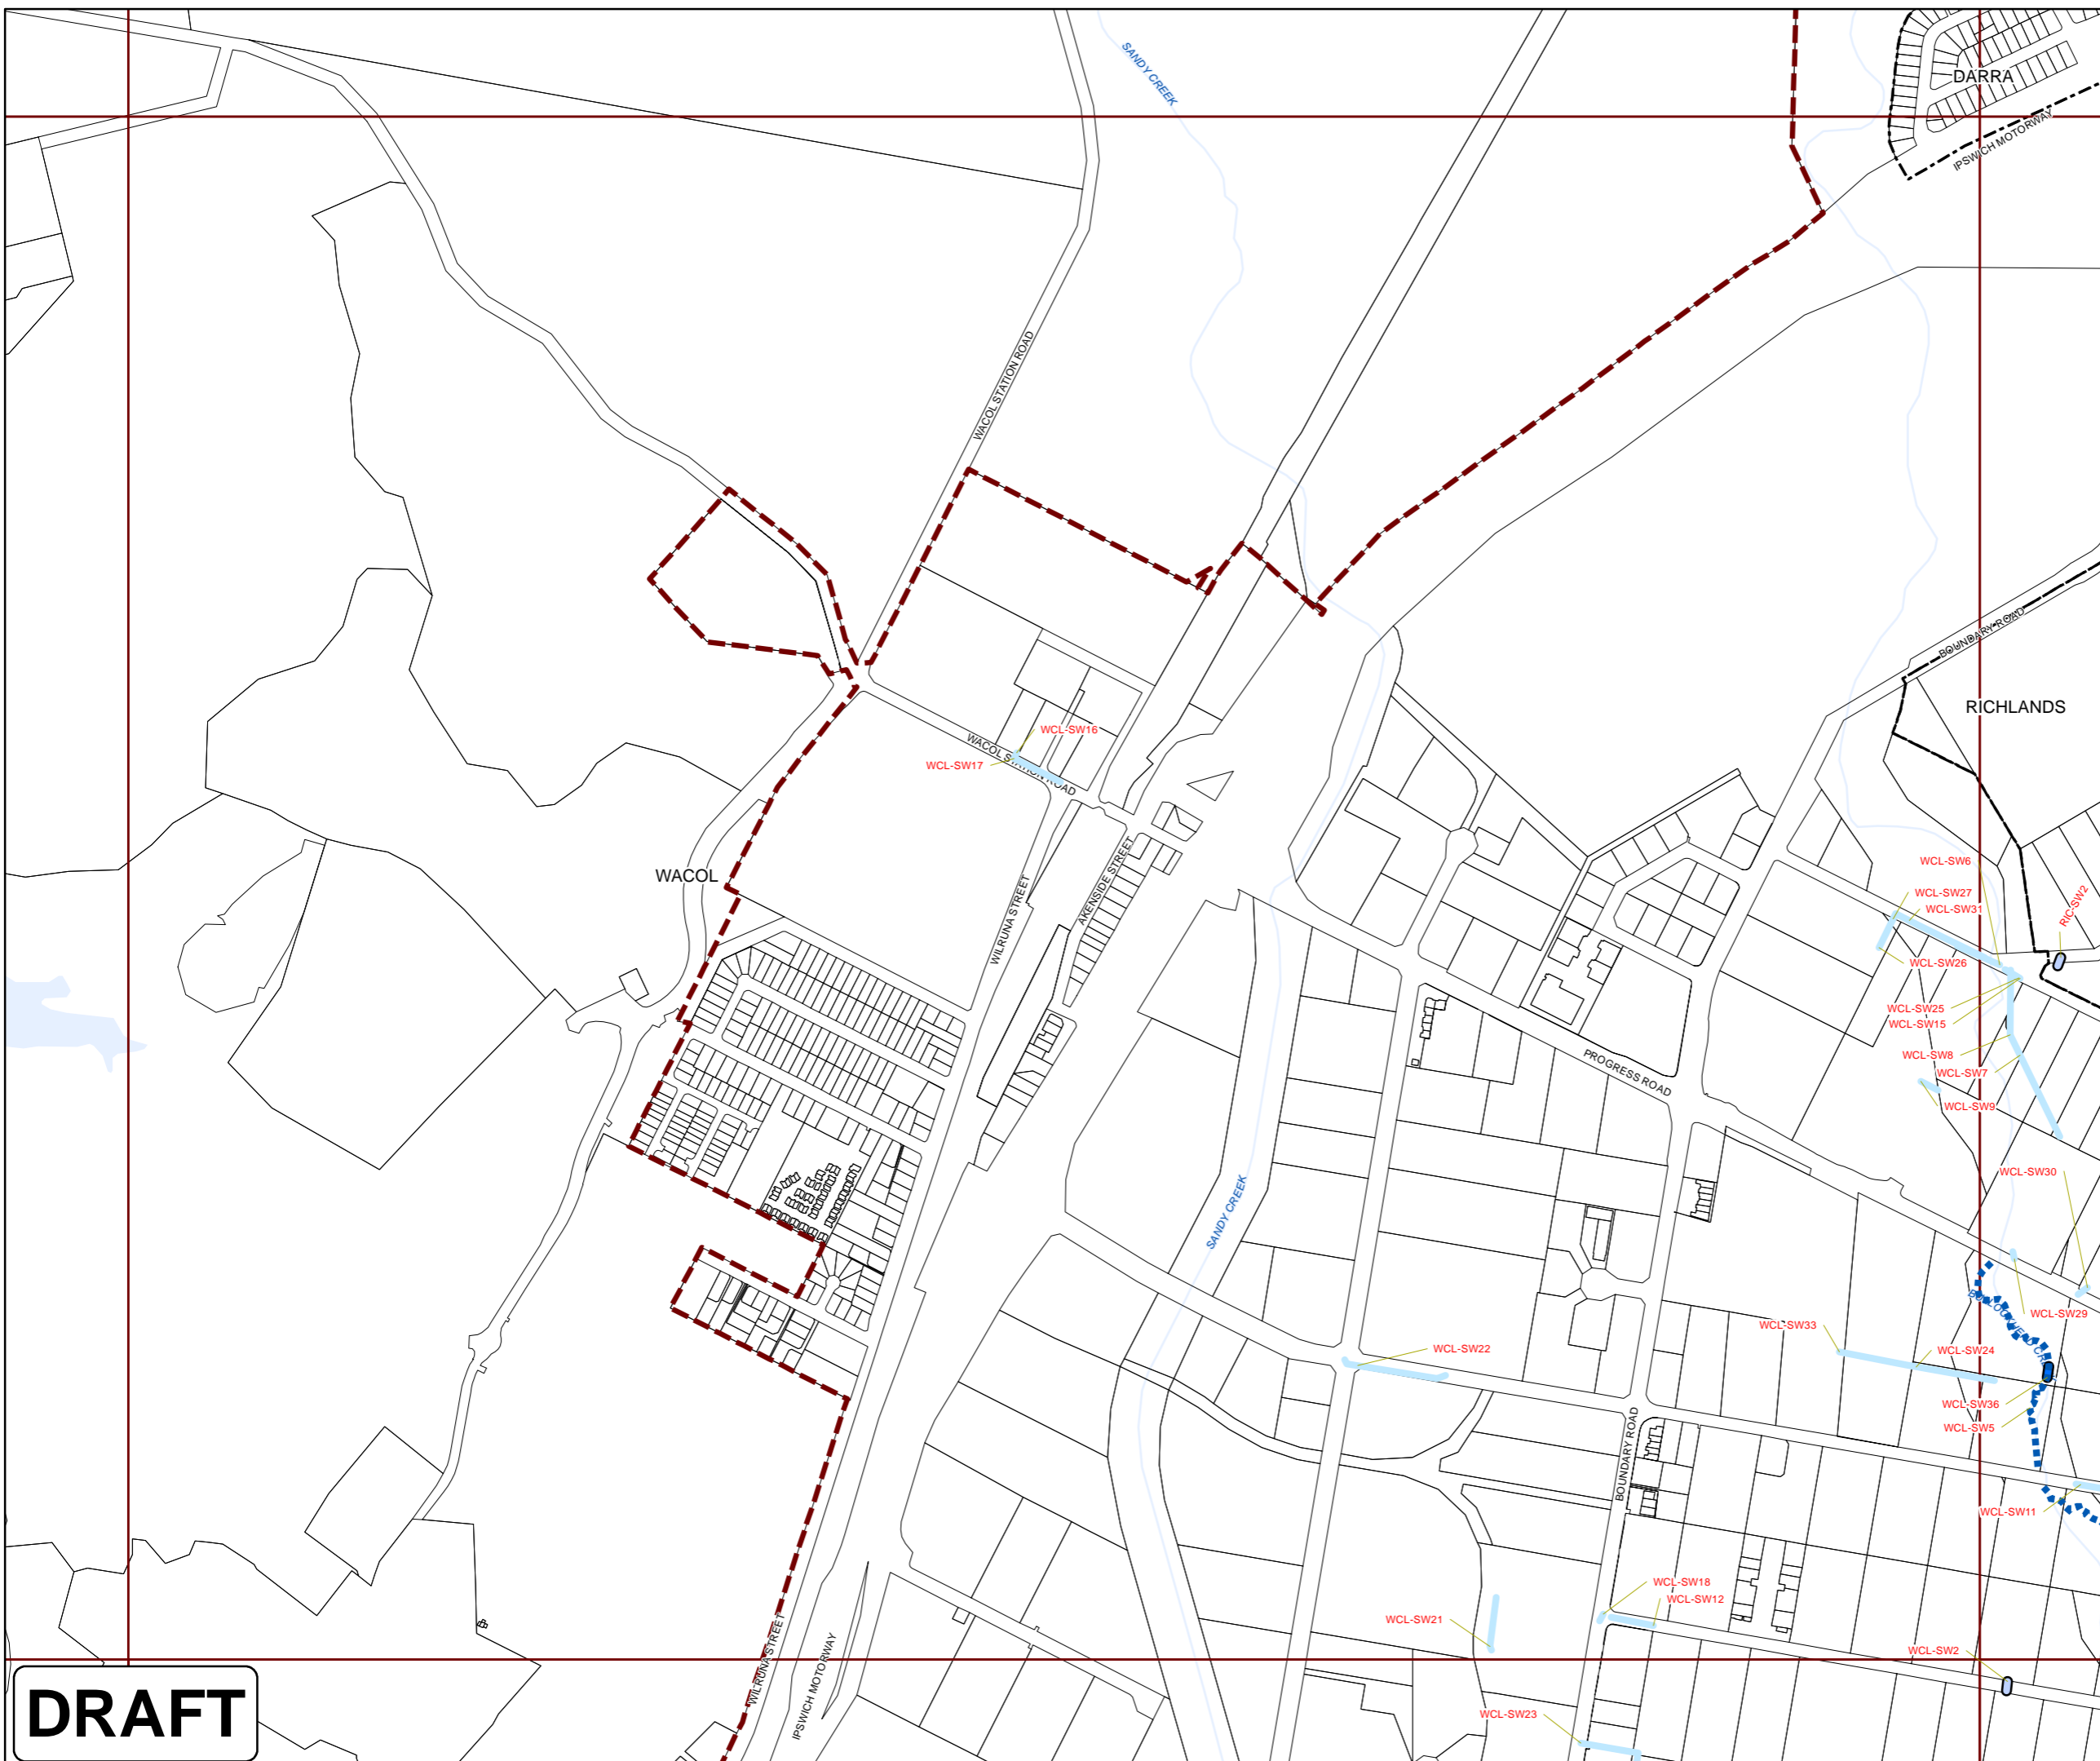 SANDY CREEK
DARRA
IPSWICH MOTORWAY
WACOL STATION ROAD
BOUNDARY ROAD
RICHLANDS
WCL-SW16
WACOL STATION ROAD
WCL-SW17
AKENSIDE STREET
WACOL
WILRUNA STREET
WCL-SW6
WCL-SW27
WCL-SW31
RIC-SW2
WCL-SW26
WCL-SW25
WCL-SW15
WCL-SW8
WCL-SW7
PROGRESS ROAD
WCL-SW9
WCL-SW30
SANDY CREEK
WCL-SW29
WCL-SW33
WCL-SW22
WCL-SW24
WCL-SW36
WCL-SW5
BOUNDARY ROAD
WCL-SW11
WCL-SW18
WCL-SW12
WCL-SW21
WCL-SW2
WILRUNA STREET
IPSWICH MOTORWAY
DRAFT
WCL-SW23